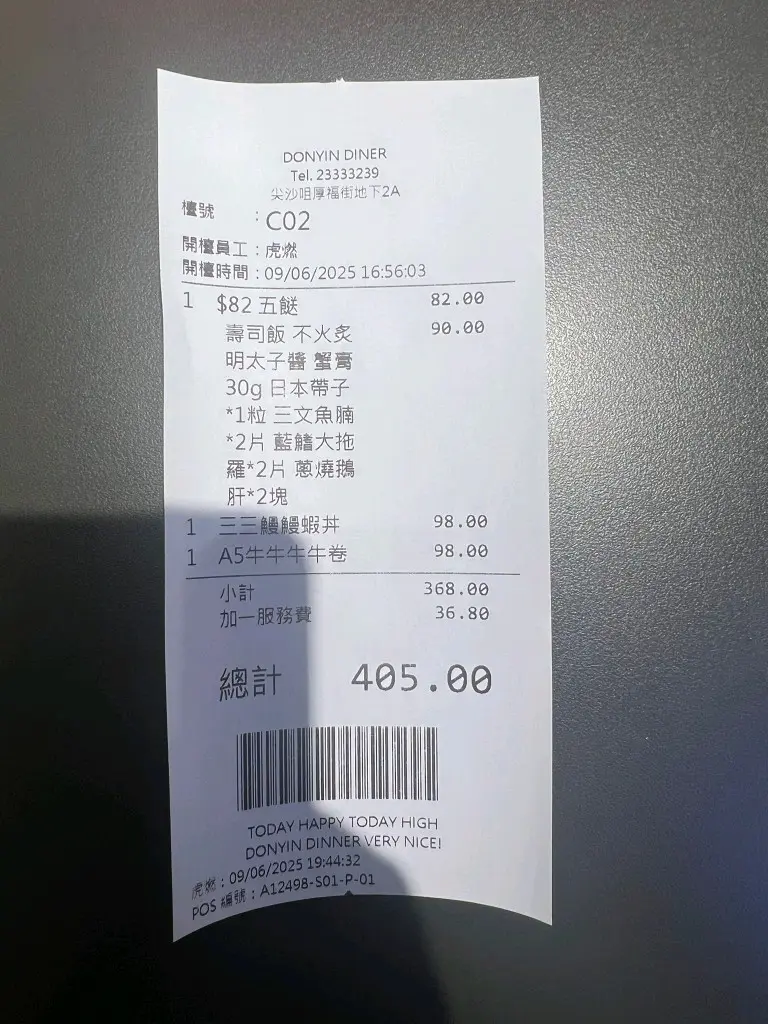 DONYIN DINER
Tel. 23333239
尖沙咀厚福街地下2A
檯號 : C02
開檯員工 : 虎燃
開檯時間 : 09/06/2025 16:56:03
1 $82 五餸 82.00
壽司飯 不火炙 90.00
明太子醬 蟹膏
30g 日本帶子
*1粒 三文魚腩
*2片 藍鰭大拖
羅*2片 蔥燒鵝
肝*2塊
1 三三鰻鰻蝦丼 98.00
1 A5牛牛牛牛卷 98.00
小計 368.00
加一服務費 36.80
總計 405.00
TODAY HAPPY TODAY HIGH
DONYIN DINNER VERY NICE!
虎燃 : 09/06/2025 19:44:32
POS 編號 : A12498-S01-P-01